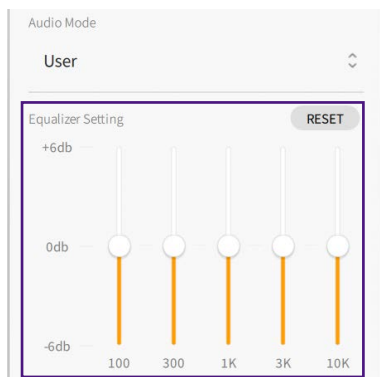 Audio Mode
User
Equalizer Setting RESET
+6db
0db
-6db
100 300 1K 3K 10K